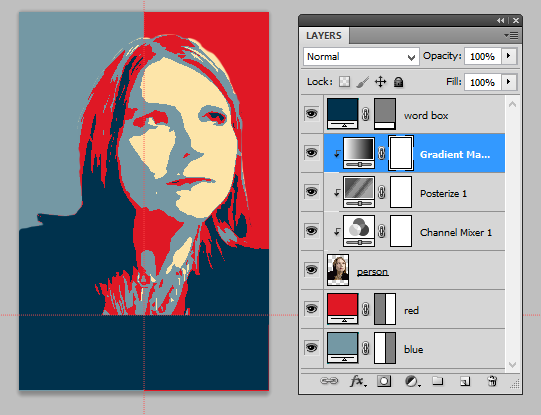 LAYERS
Normal Opacity: 100%
Lock: Fill: 100%
word box
Gradient Ma...
Posterize 1
Channel Mixer 1
person
red
blue
fx